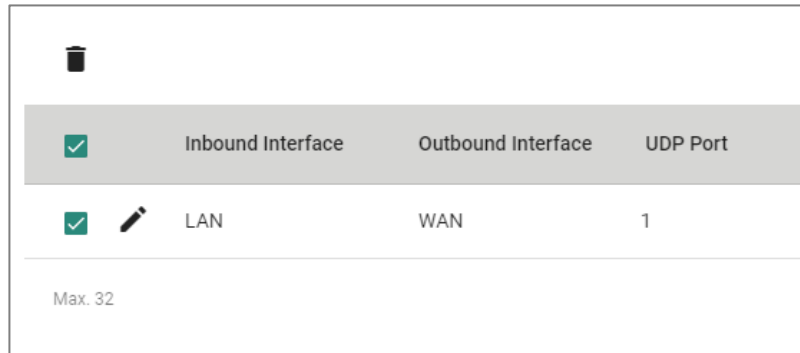 Inbound Interface Outbound Interface UDP Port
LAN WAN 1
Max. 32